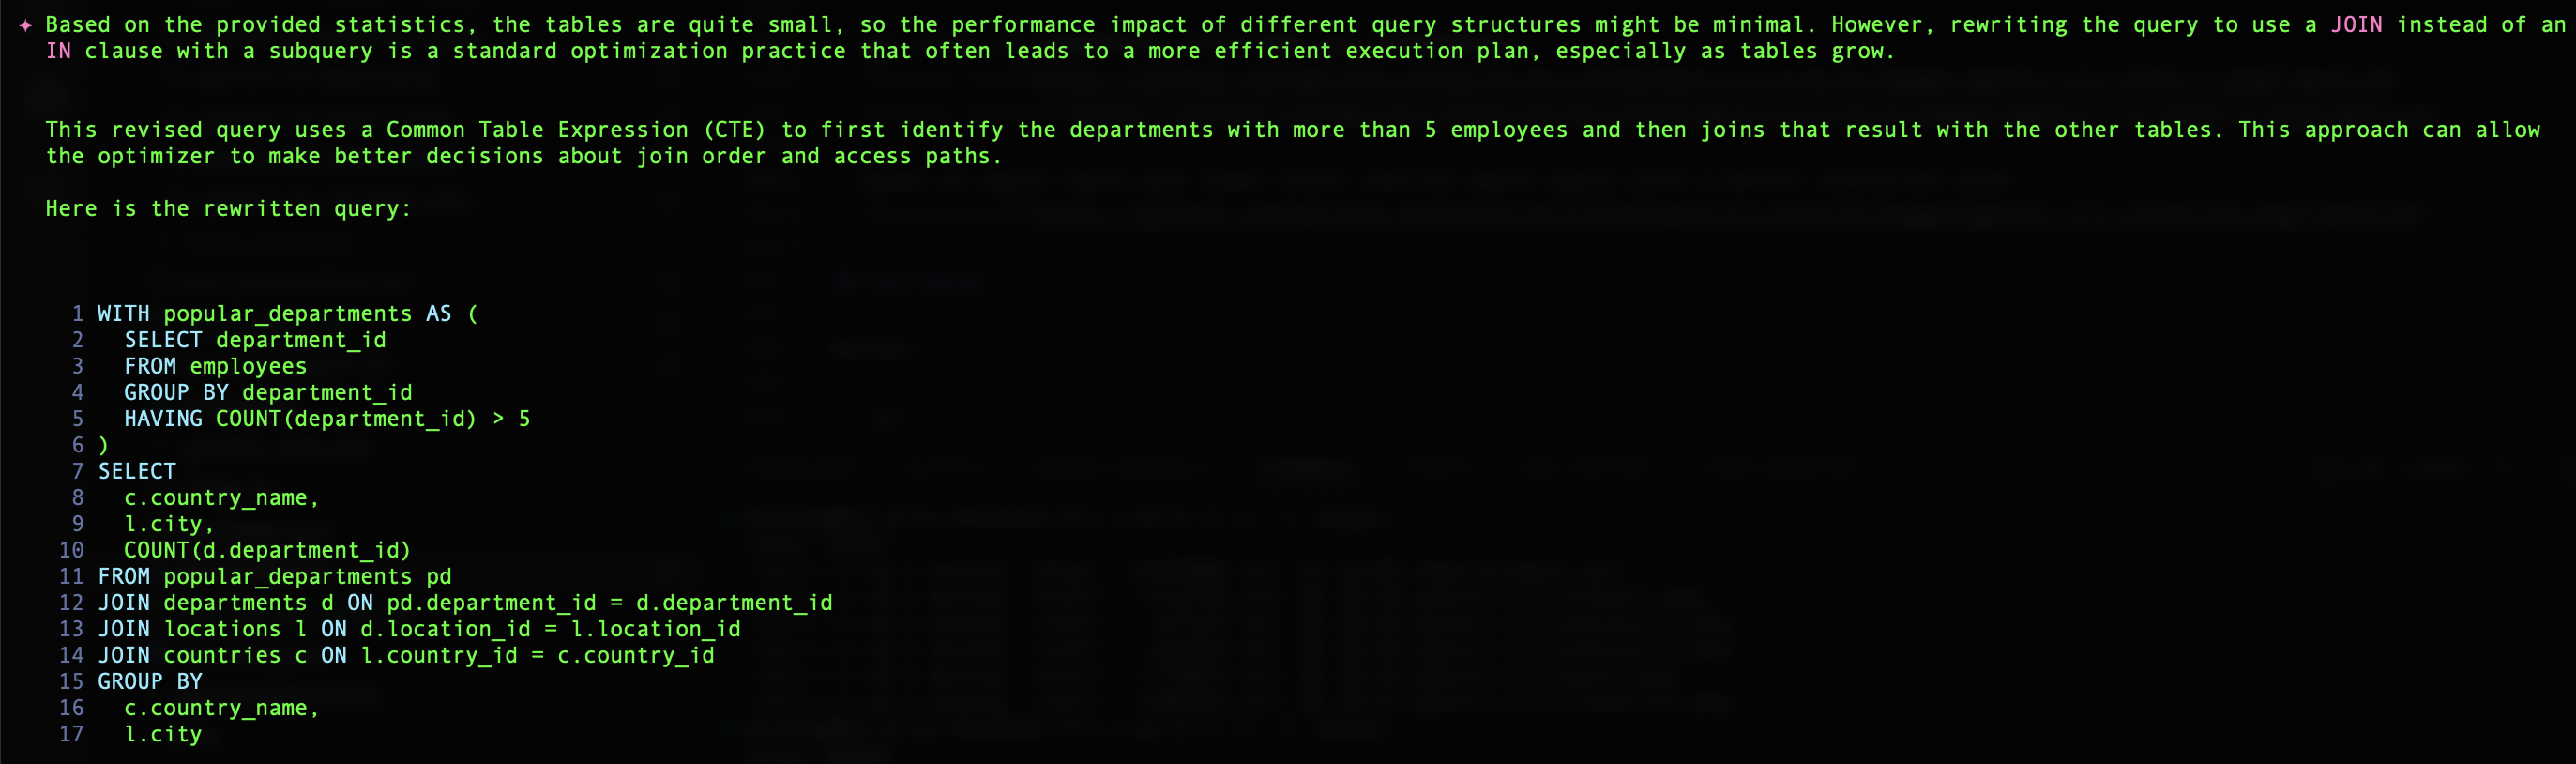 ✦ Based on the provided statistics, the tables are quite small, so the performance impact of different query structures might be minimal. However, rewriting the query to use a JOIN instead of an
IN clause with a subquery is a standard optimization practice that often leads to a more efficient execution plan, especially as tables grow.
This revised query uses a Common Table Expression (CTE) to first identify the departments with more than 5 employees and then joins that result with the other tables. This approach can allow
the optimizer to make better decisions about join order and access paths.
Here is the rewritten query:
1 WITH popular_departments AS (
2   SELECT department_id
3   FROM employees
4   GROUP BY department_id
5   HAVING COUNT(department_id) > 5
6 )
7 SELECT
8   c.country_name,
9   l.city,
10   COUNT(d.department_id)
11 FROM popular_departments pd
12 JOIN departments d ON pd.department_id = d.department_id
13 JOIN locations l ON d.location_id = l.location_id
14 JOIN countries c ON l.country_id = c.country_id
15 GROUP BY
16   c.country_name,
17   l.city